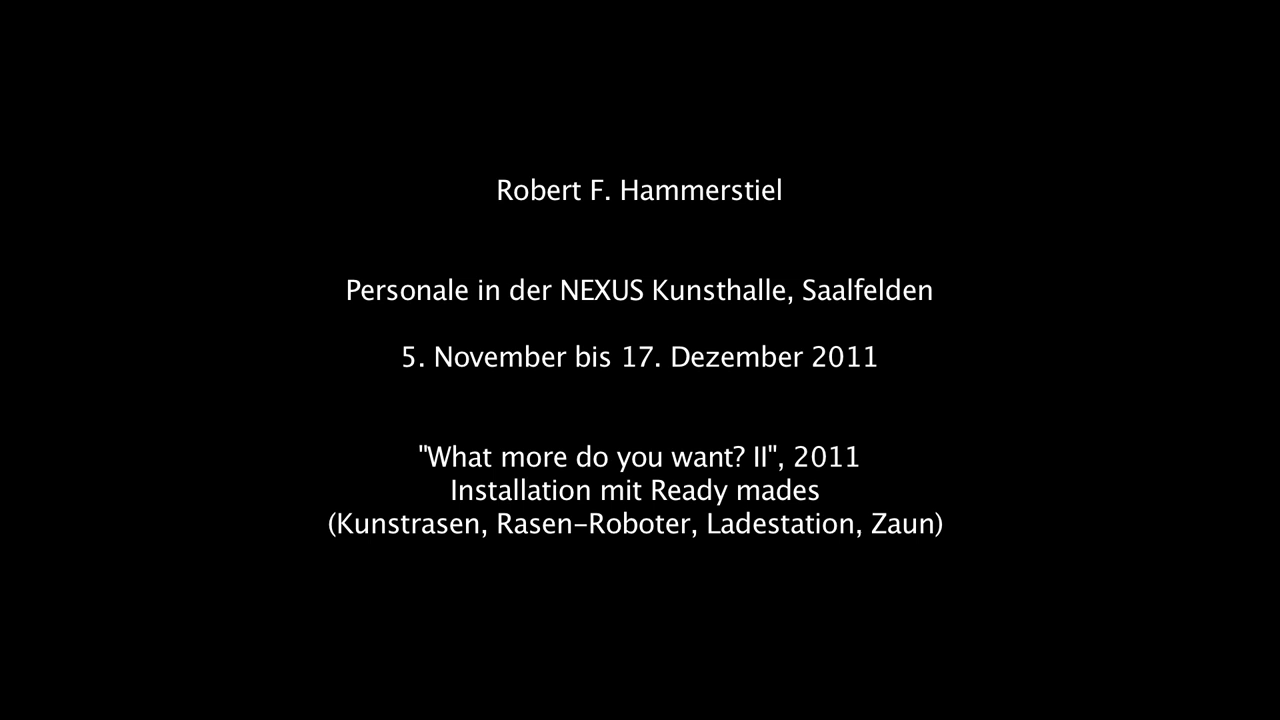 Robert F. Hammerstiel
Personale in der NEXUS Kunsthalle, Saalfelden
5. November bis 17. Dezember 2011
"What more do you want? II", 2011
Installation mit Ready mades
(Kunstrasen, Rasen-Roboter, Ladestation, Zaun)